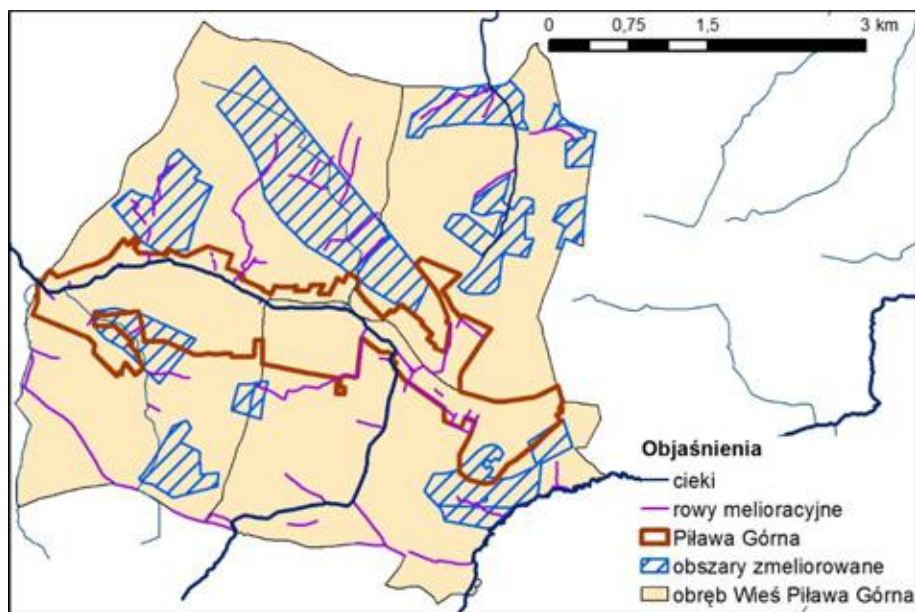 0 0,75 1,5 3 km
Objaśnienia
cieki
rowy melioracyjne
Piława Górna
obszary zmeliorowane
obręb Wieś Piława Górna